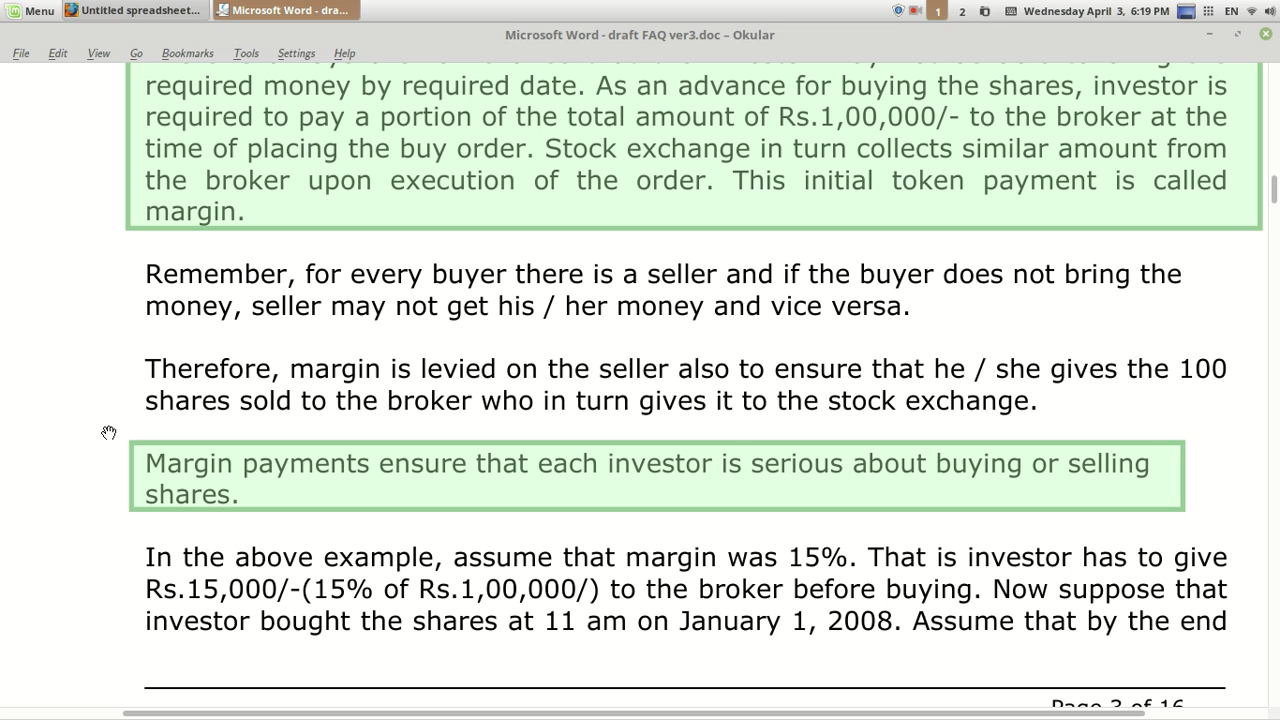 Menu Untitled spreadsheet... Microsoft Word - dra... 1 2 Wednesday April 3, 6:19 PM EN
Microsoft Word - draft FAQ ver3.doc – Okular
File Edit View Go Bookmarks Tools Settings Help
required money by required date. As an advance for buying the shares, investor is
required to pay a portion of the total amount of Rs.1,00,000/- to the broker at the
time of placing the buy order. Stock exchange in turn collects similar amount from
the broker upon execution of the order. This initial token payment is called
margin.
Remember, for every buyer there is a seller and if the buyer does not bring the
money, seller may not get his / her money and vice versa.
Therefore, margin is levied on the seller also to ensure that he / she gives the 100
shares sold to the broker who in turn gives it to the stock exchange.
Margin payments ensure that each investor is serious about buying or selling
shares.
In the above example, assume that margin was 15%. That is investor has to give
Rs.15,000/-(15% of Rs.1,00,000/) to the broker before buying. Now suppose that
investor bought the shares at 11 am on January 1, 2008. Assume that by the end
Page 3 of 16